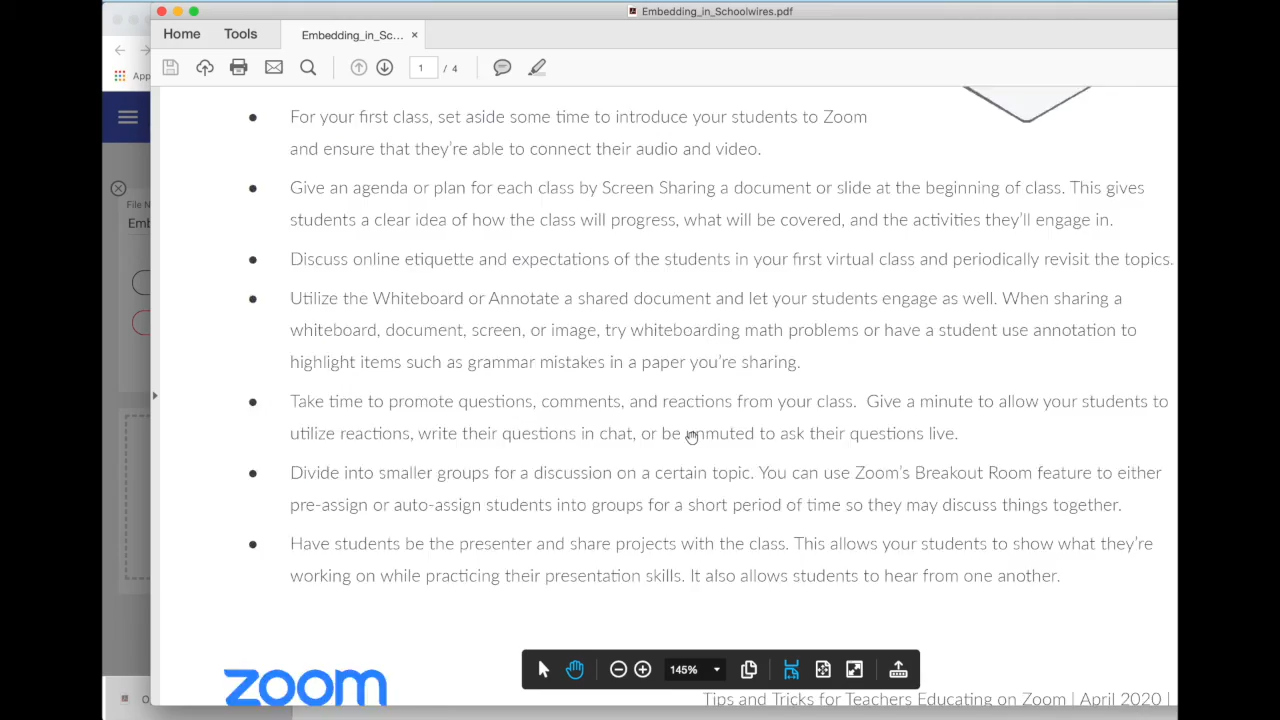 Embedding_in_Schoolwires.pdf
Home Tools Embedding_in_Sc... ×
1 / 4
App
File N
Emb
• For your first class, set aside some time to introduce your students to Zoom
and ensure that they're able to connect their audio and video.
• Give an agenda or plan for each class by Screen Sharing a document or slide at the beginning of class. This gives
students a clear idea of how the class will progress, what will be covered, and the activities they'll engage in.
• Discuss online etiquette and expectations of the students in your first virtual class and periodically revisit the topics.
• Utilize the Whiteboard or Annotate a shared document and let your students engage as well. When sharing a
whiteboard, document, screen, or image, try whiteboarding math problems or have a student use annotation to
highlight items such as grammar mistakes in a paper you're sharing.
• Take time to promote questions, comments, and reactions from your class.  Give a minute to allow your students to
utilize reactions, write their questions in chat, or be unmuted to ask their questions live.
• Divide into smaller groups for a discussion on a certain topic. You can use Zoom's Breakout Room feature to either
pre-assign or auto-assign students into groups for a short period of time so they may discuss things together.
• Have students be the presenter and share projects with the class. This allows your students to show what they're
working on while practicing their presentation skills. It also allows students to hear from one another.
145%
zoom
Tips and Tricks for Teachers Educating on Zoom | April 2020 |